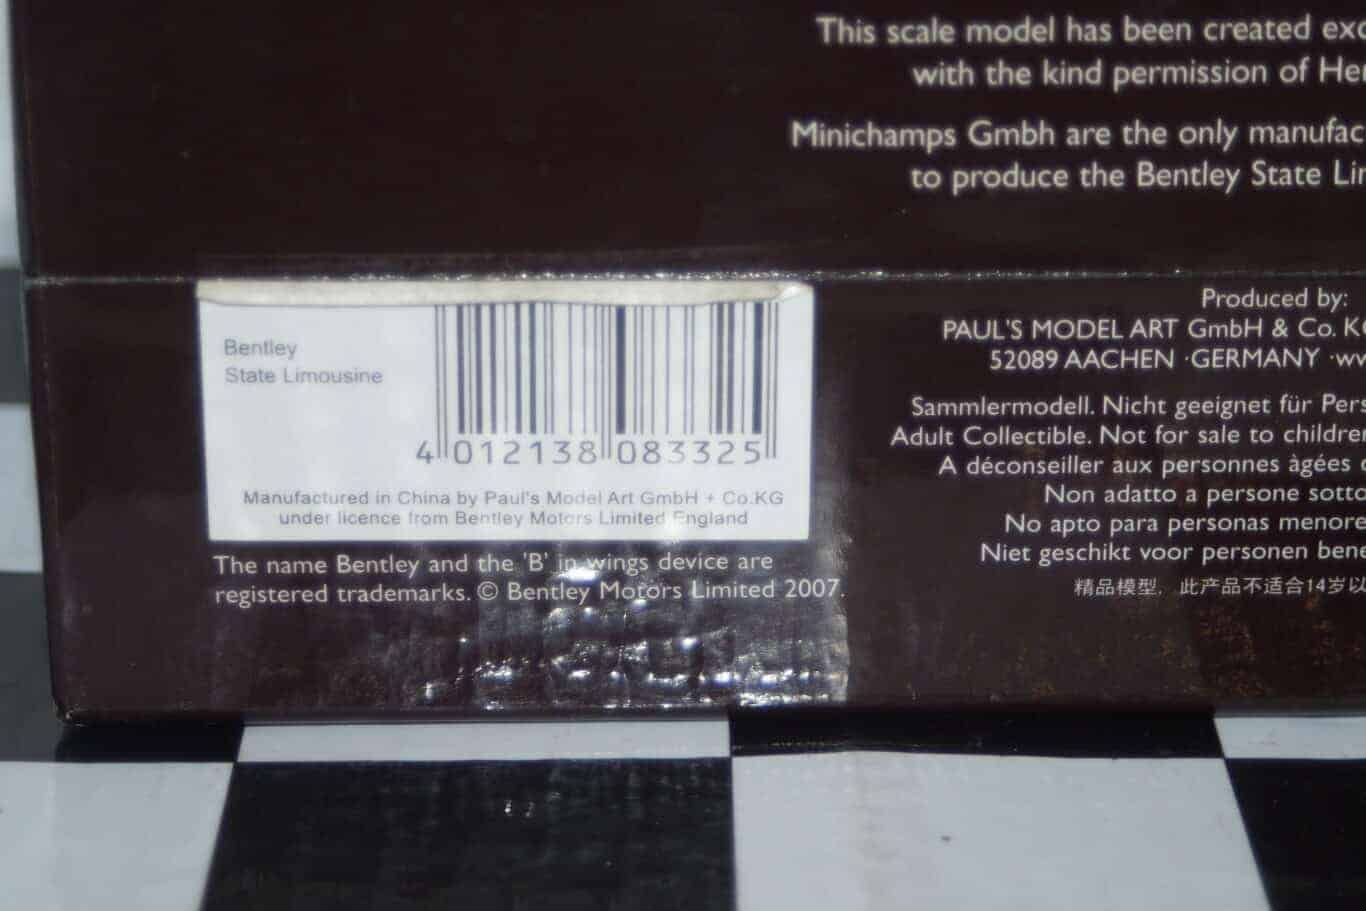 This scale model has been created exc
with the kind permission of Her
Minichamps Gmbh are the only manufac
to produce the Bentley State Lim
Bentley
State Limousine
4 012138 083325
Manufactured in China by Paul's Model Art GmbH + Co.KG
under licence from Bentley Motors Limited England
The name Bentley and the 'B' in wings device are
registered trademarks. © Bentley Motors Limited 2007.
Produced by:
PAUL'S MODEL ART GmbH & Co. KG
52089 AACHEN ·GERMANY ·ww
Sammlermodell. Nicht geeignet für Pers
Adult Collectible. Not for sale to children
A déconseiller aux personnes àgées d
Non adatto a persone sotto
No apto para personas menore
Niet geschikt voor personen bene
精品模型，此产品不适合14岁以